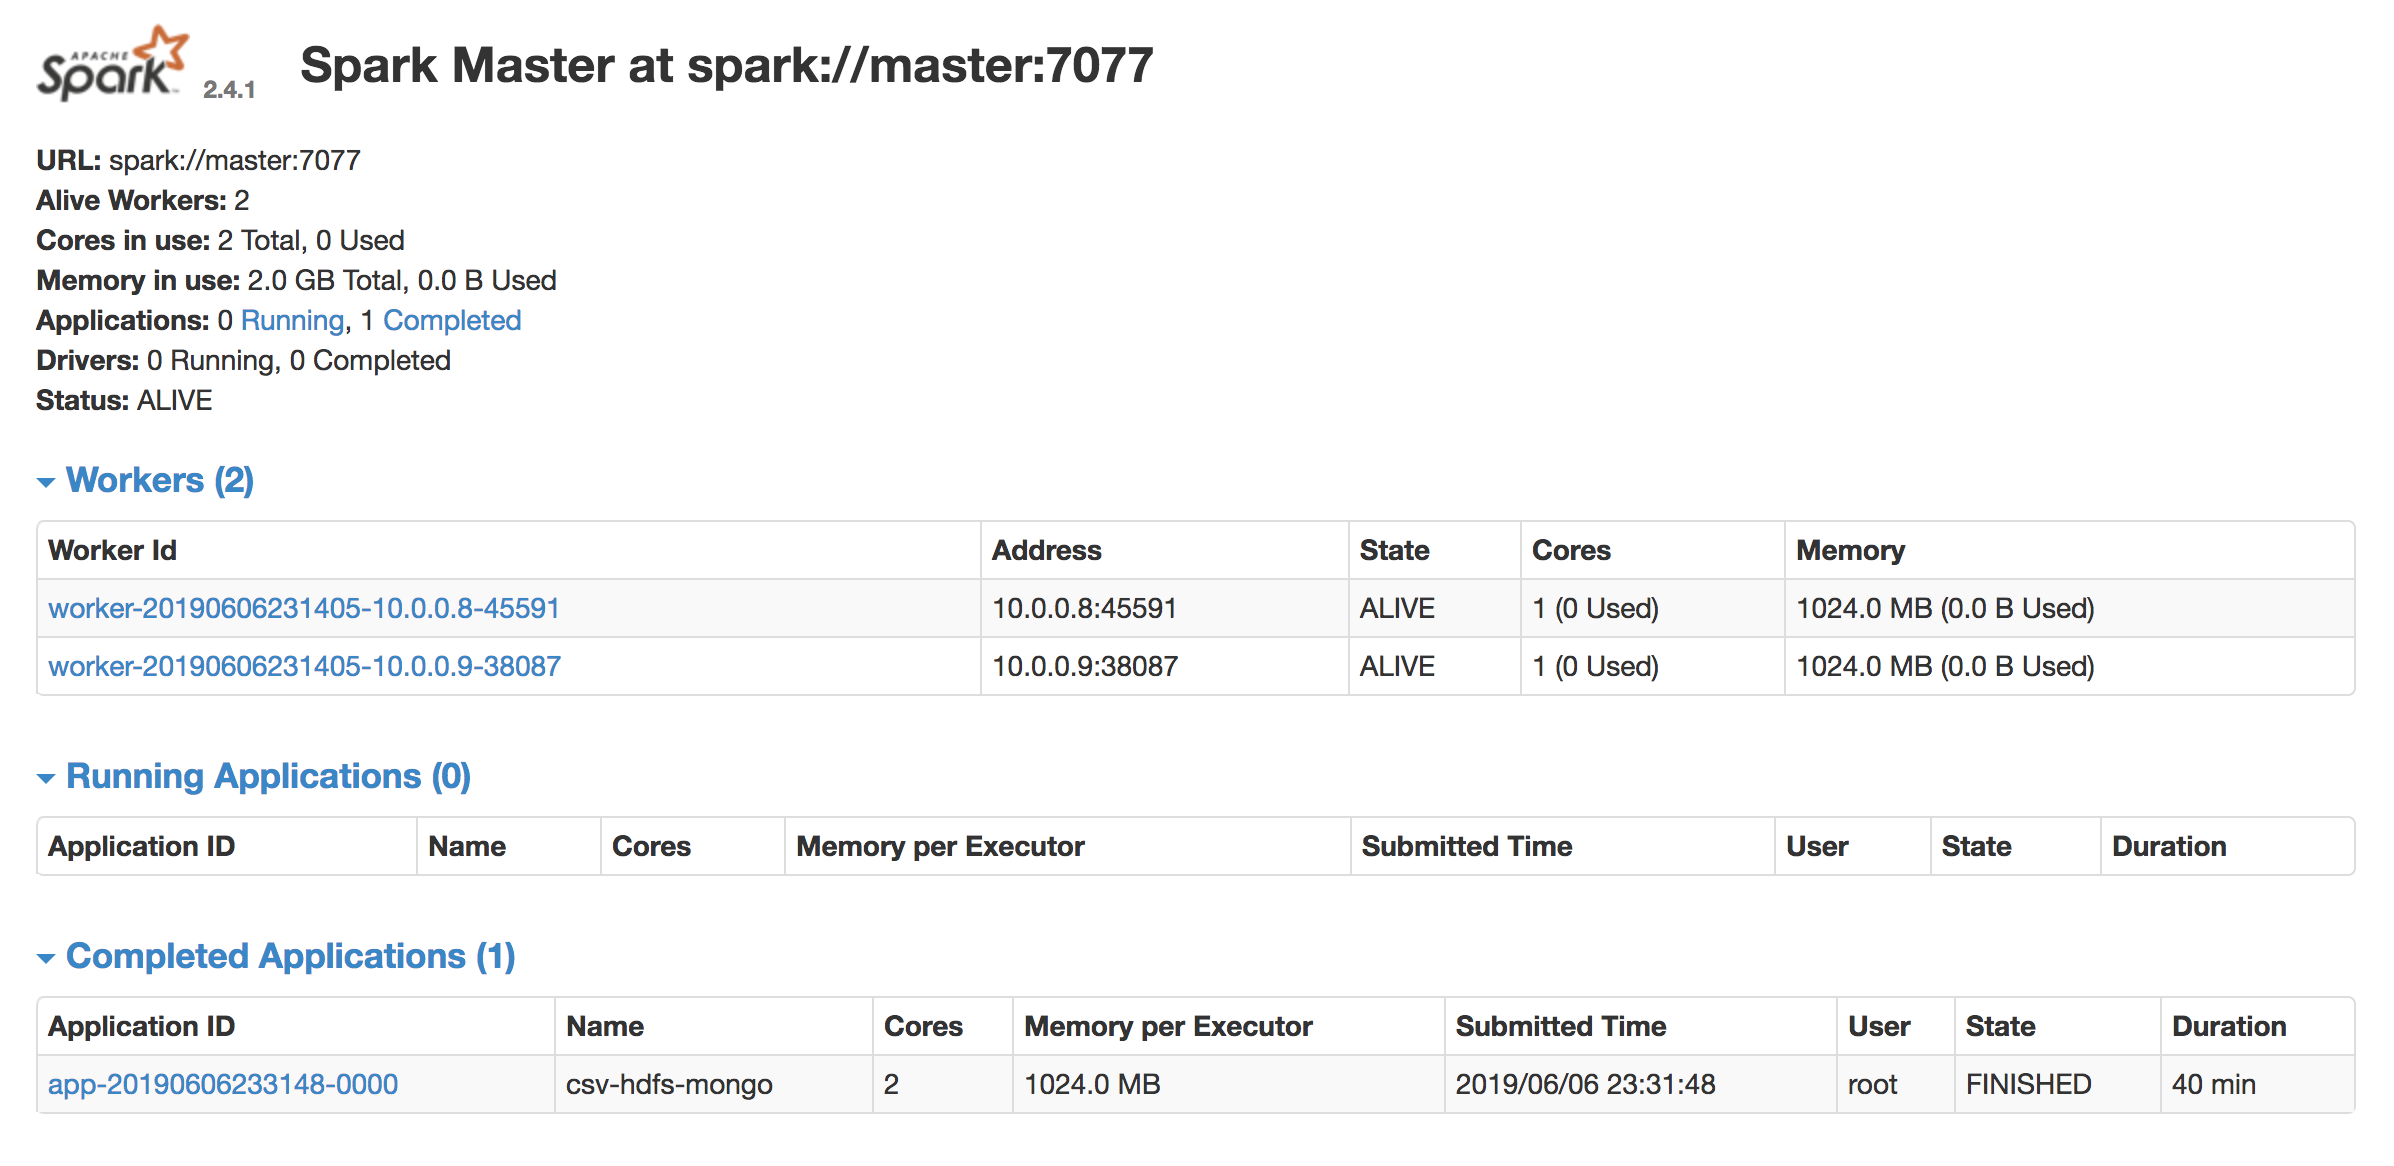 APACHE
Spark™ 2.4.1 Spark Master at spark://master:7077
URL: spark://master:7077
Alive Workers: 2
Cores in use: 2 Total, 0 Used
Memory in use: 2.0 GB Total, 0.0 B Used
Applications: 0 Running, 1 Completed
Drivers: 0 Running, 0 Completed
Status: ALIVE
Workers (2)
Worker Id Address State Cores Memory
worker-20190606231405-10.0.0.8-45591 10.0.0.8:45591 ALIVE 1 (0 Used) 1024.0 MB (0.0 B Used)
worker-20190606231405-10.0.0.9-38087 10.0.0.9:38087 ALIVE 1 (0 Used) 1024.0 MB (0.0 B Used)
Running Applications (0)
Application ID Name Cores Memory per Executor Submitted Time User State Duration
Completed Applications (1)
Application ID Name Cores Memory per Executor Submitted Time User State Duration
app-20190606233148-0000 csv-hdfs-mongo 2 1024.0 MB 2019/06/06 23:31:48 root FINISHED 40 min